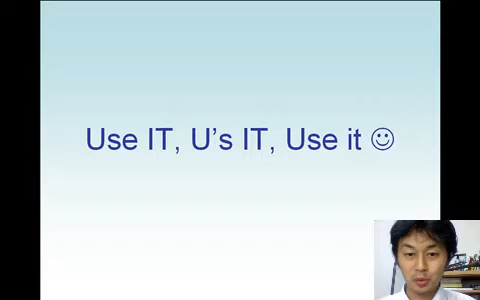 Use IT, U's IT, Use it ☺